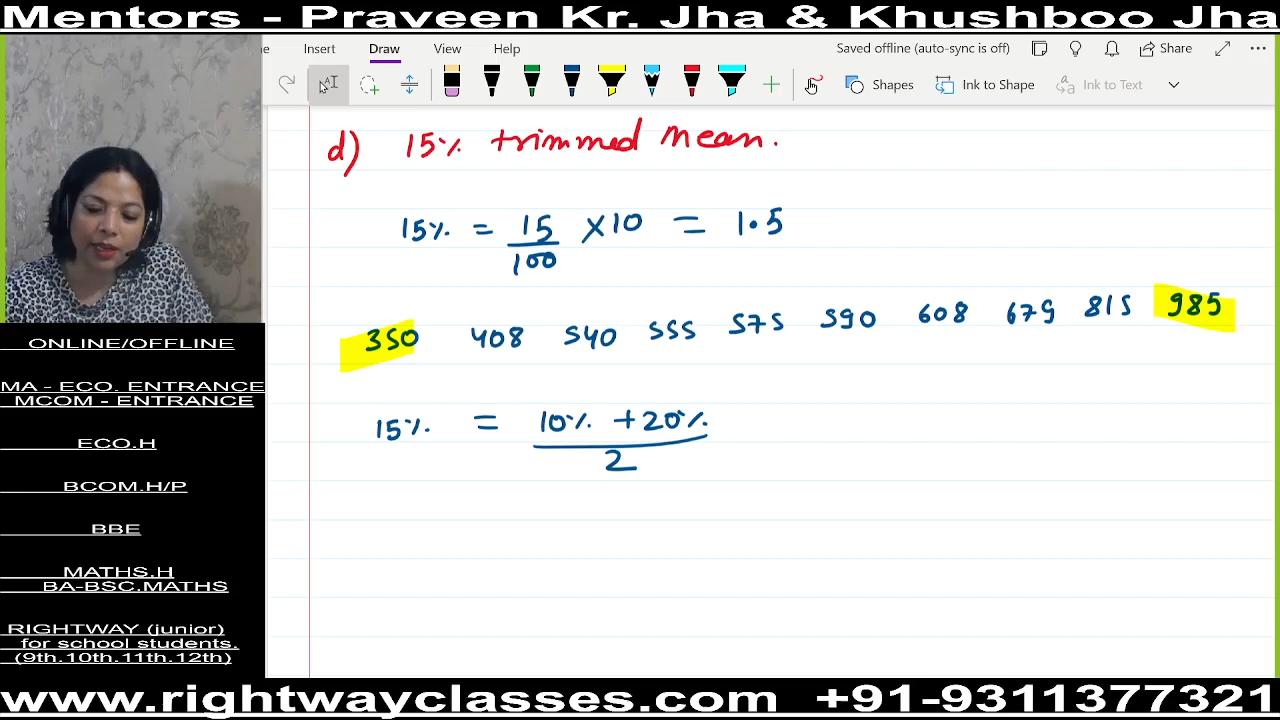 Mentors - Praveen Kr. Jha & Khushboo Jha
Insert Draw View Help Saved offline (auto-sync is off) Share
Shapes Ink to Shape Ink to Text
d) 15% trimmed mean.
15% = 15/100 × 10 = 1.5
350 408 540 555 575 590 608 679 815 985
15% = 10% + 20% / 2
ONLINE/OFFLINE
MA - ECO. ENTRANCE
MCOM - ENTRANCE
ECO.H
BCOM.H/P
BBE
MATHS.H
BA-BSC.MATHS
RIGHTWAY (junior)
for school students.
(9th.10th.11th.12th)
www.rightwayclasses.com +91-9311377321